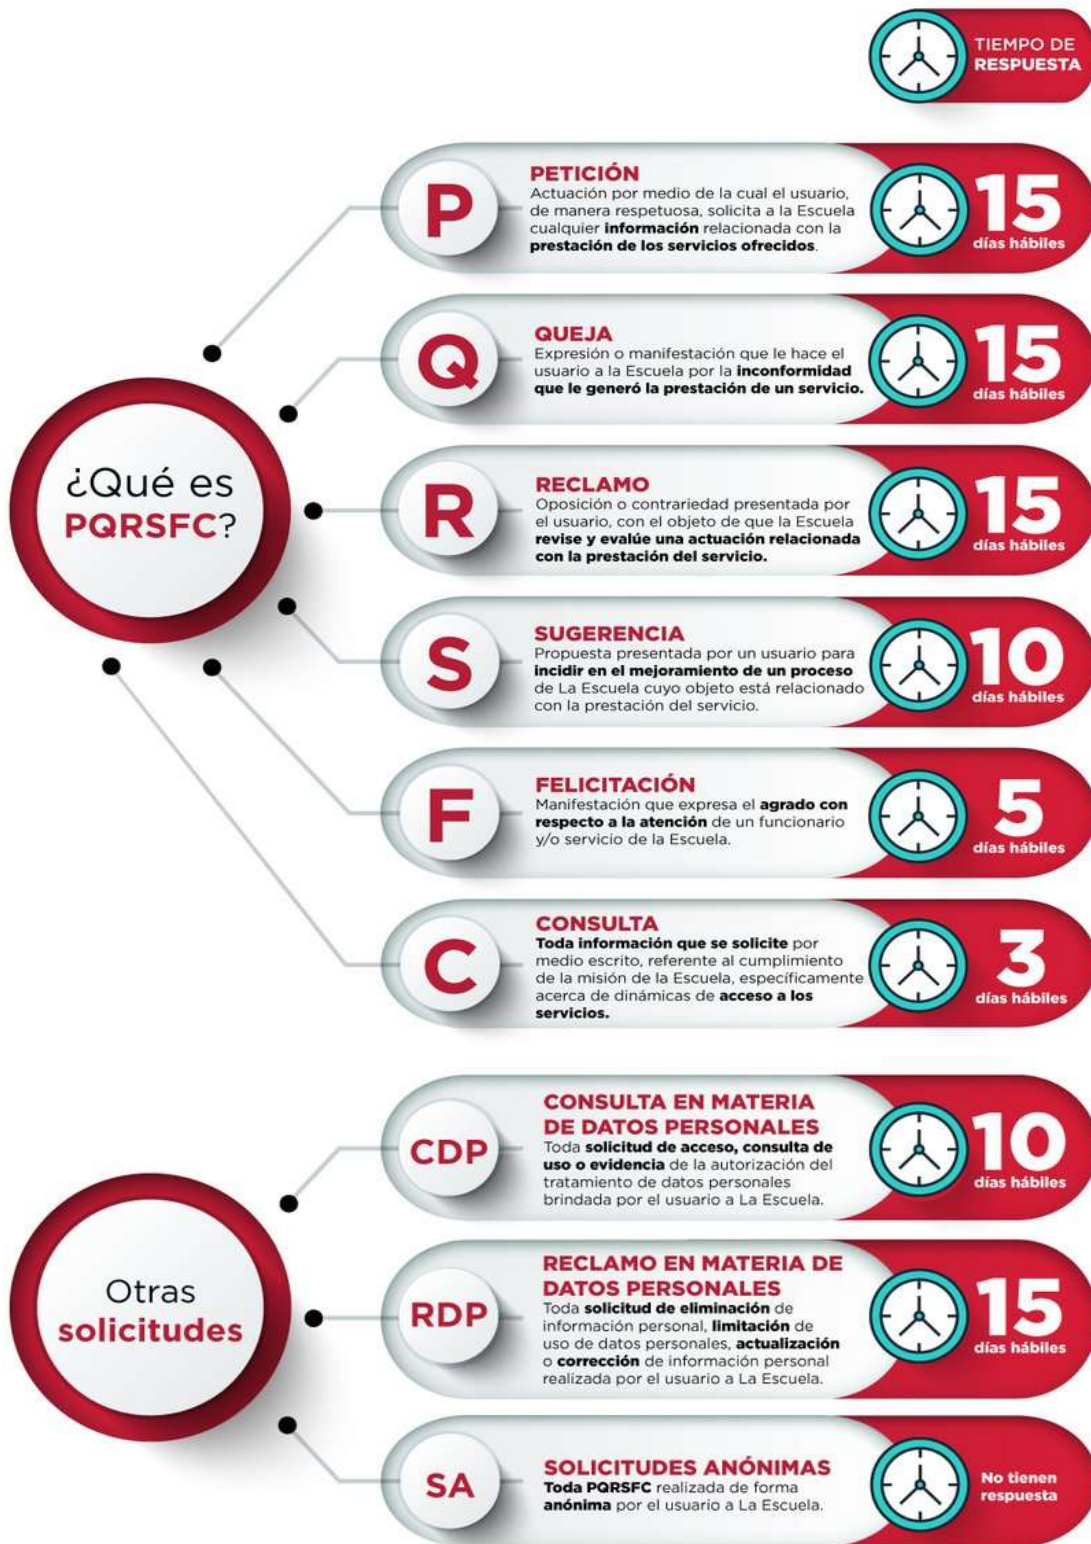 TIEMPO DE
RESPUESTA
P
PETICIÓN
Actuación por medio de la cual el usuario,
de manera respetuosa, solicita a la Escuela
cualquier información relacionada con la
prestación de los servicios ofrecidos.
15
días hábiles
Q
QUEJA
Expresión o manifestación que le hace el
usuario a la Escuela por la inconformidad
que le generó la prestación de un servicio.
15
días hábiles
¿Qué es
PQRSFC?
R
RECLAMO
Oposición o contrariedad presentada por
el usuario, con el objeto de que la Escuela
revise y evalúe una actuación relacionada
con la prestación del servicio.
15
días hábiles
S
SUGERENCIA
Propuesta presentada por un usuario para
incidir en el mejoramiento de un proceso
de La Escuela cuyo objeto está relacionado
con la prestación del servicio.
10
días hábiles
F
FELICITACIÓN
Manifestación que expresa el agrado con
respecto a la atención de un funcionario
y/o servicio de la Escuela.
5
días hábiles
C
CONSULTA
Toda información que se solicite por
medio escrito, referente al cumplimiento
de la misión de la Escuela, específicamente
acerca de dinámicas de acceso a los
servicios.
3
días hábiles
CDP
CONSULTA EN MATERIA
DE DATOS PERSONALES
Toda solicitud de acceso, consulta de
uso o evidencia de la autorización del
tratamiento de datos personales
brindada por el usuario a La Escuela.
10
días hábiles
Otras
solicitudes
RDP
RECLAMO EN MATERIA DE
DATOS PERSONALES
Toda solicitud de eliminación de
información personal, limitación de
uso de datos personales, actualización
o corrección de información personal
realizada por el usuario a La Escuela.
15
días hábiles
SA
SOLICITUDES ANÓNIMAS
Toda PQRSFC realizada de forma
anónima por el usuario a La Escuela.
No tienen
respuesta